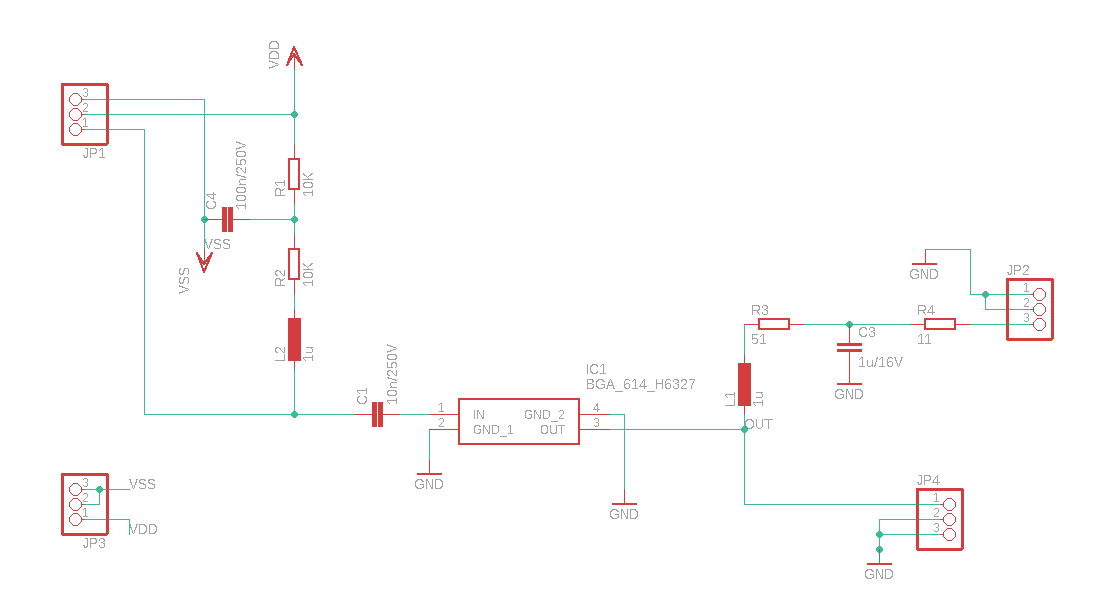 VDD
3
2
1
JP1
C4
100n/250V
R1
10K
VSS
VSS
R2
10K
L2
1u
C1
10n/250V
IC1
BGA_614_H6327
1
2
IN
GND_1
GND_2
OUT
4
3
GND
GND
R3
51
L1
1u
OUT
C3
1u/16V
GND
R4
11
GND
JP2
1
2
3
JP4
1
2
3
GND
3
2
1
VSS
VDD
JP3